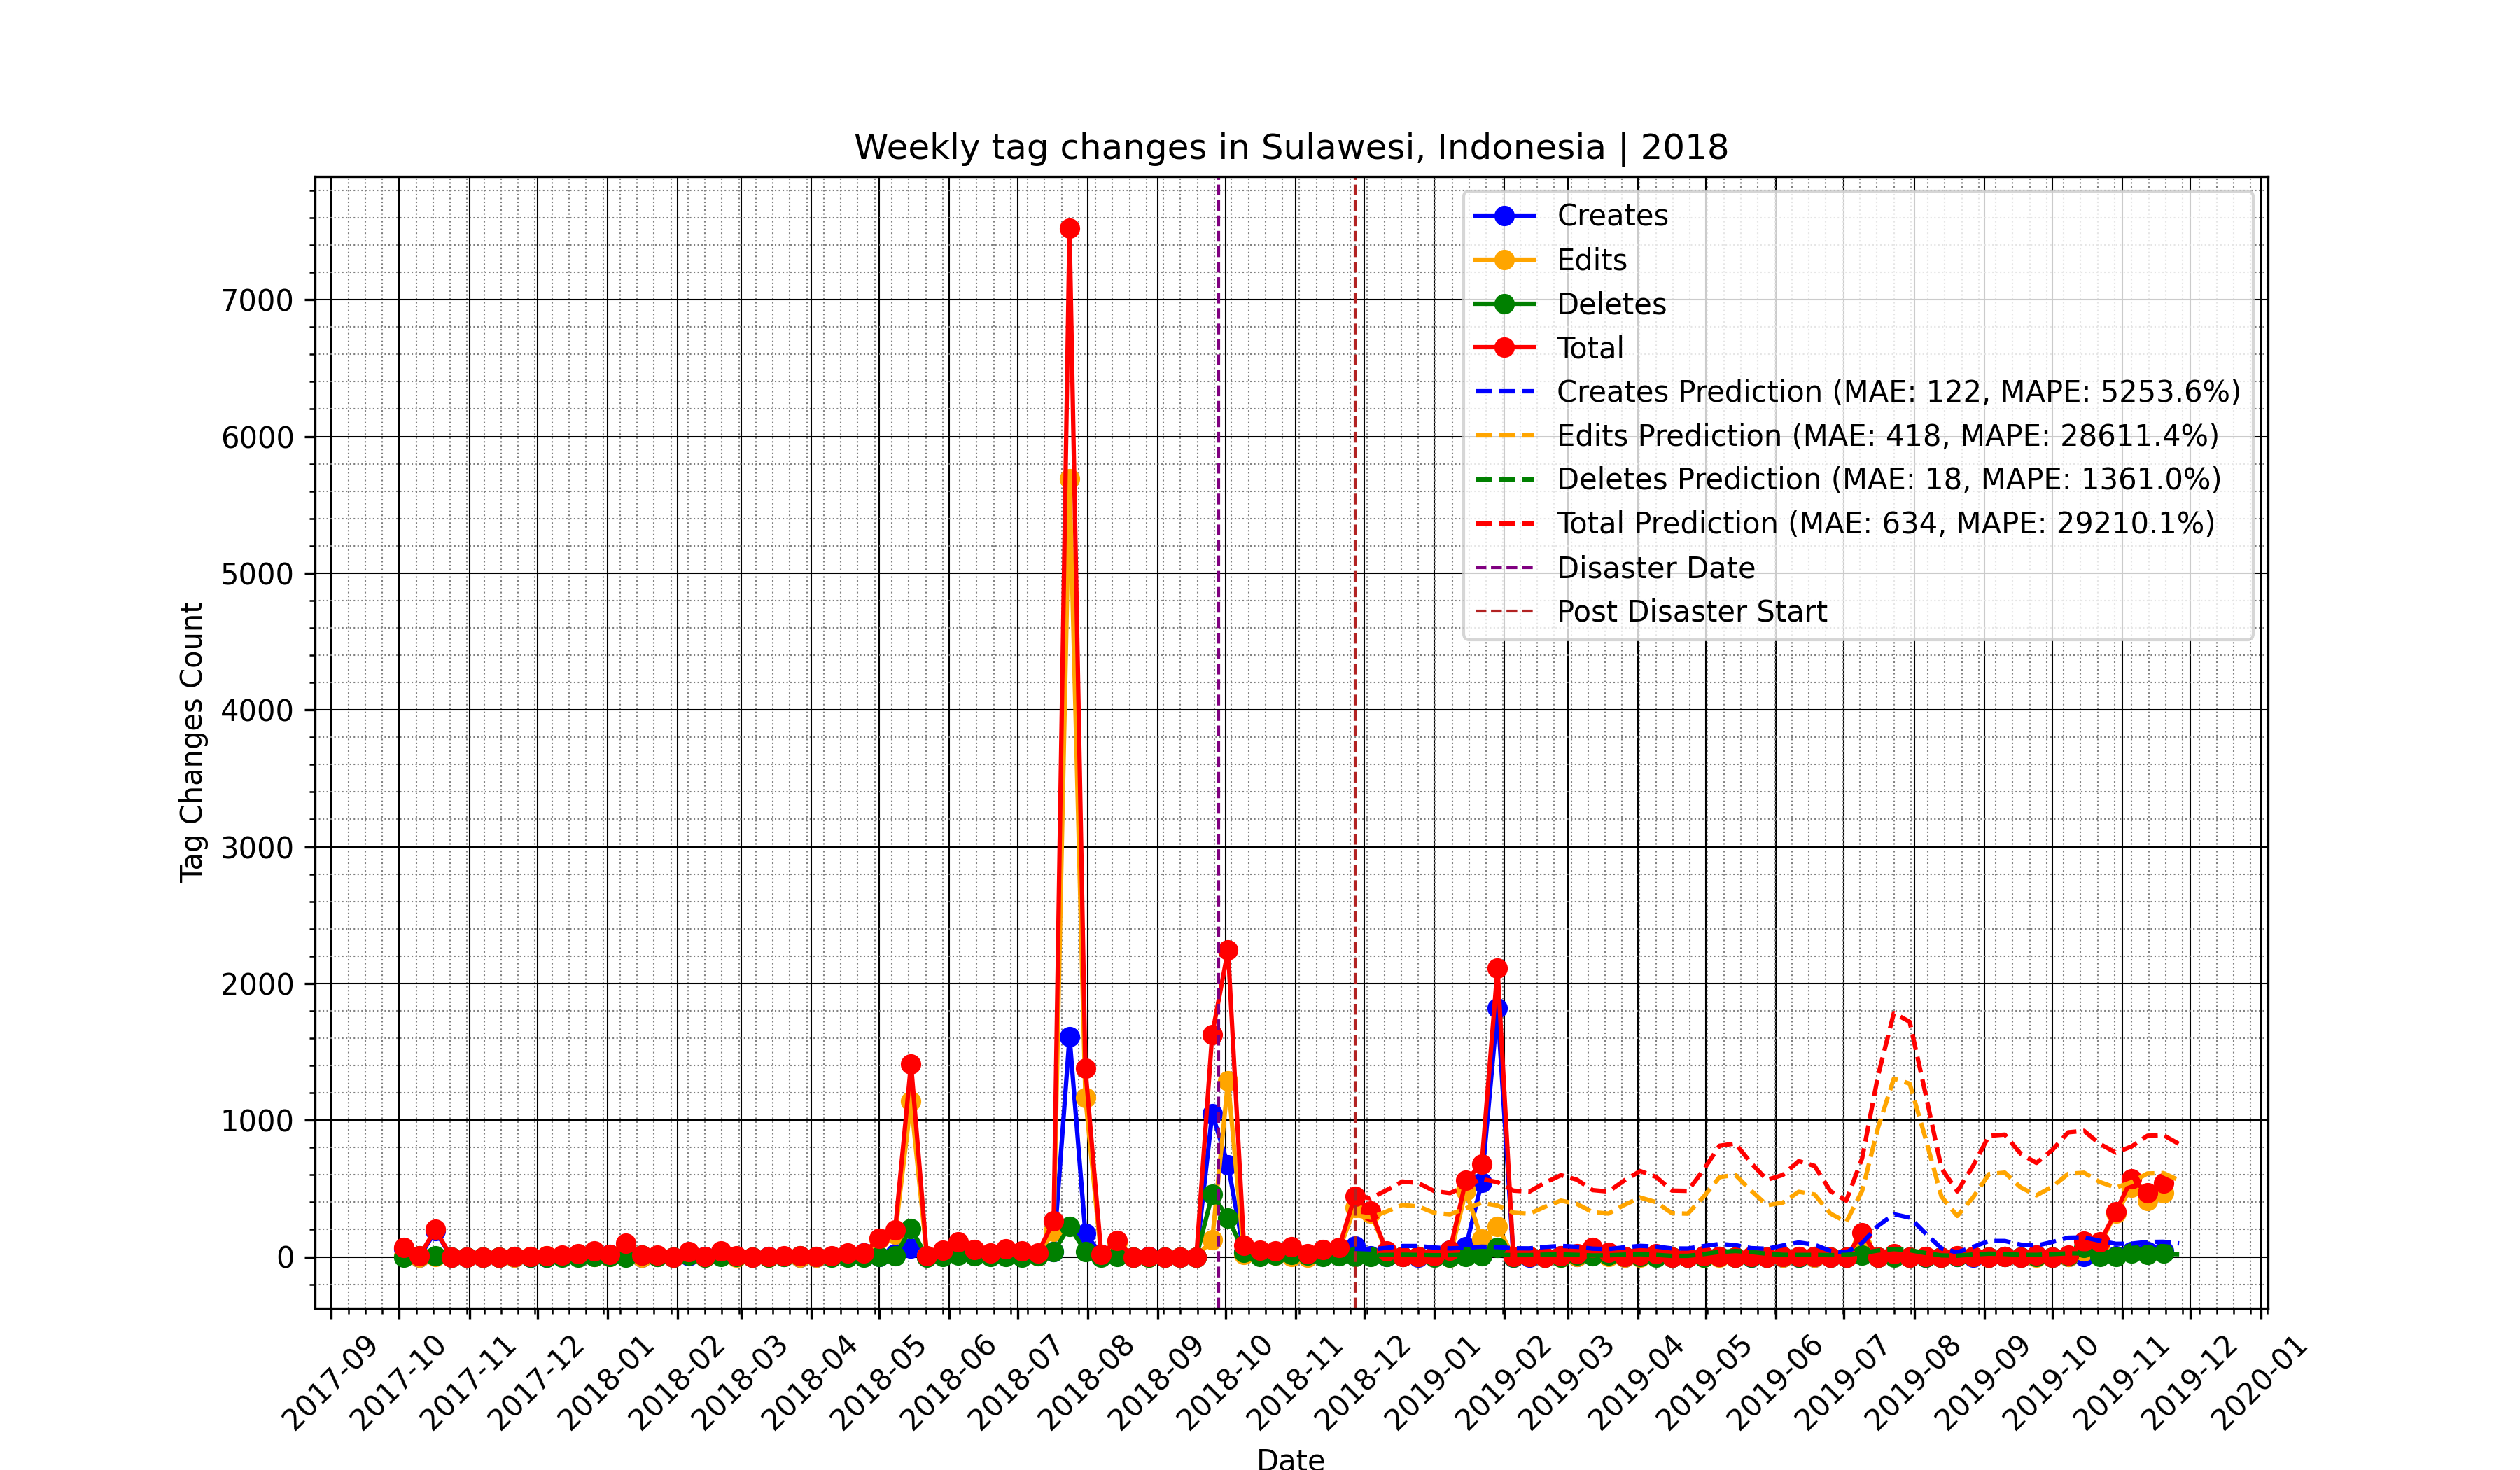 Weekly tag changes in Sulawesi, Indonesia | 2018
Tag Changes Count
7000
6000
5000
4000
3000
2000
1000
0
Creates
Edits
Deletes
Total
Creates Prediction (MAE: 122, MAPE: 5253.6%)
Edits Prediction (MAE: 418, MAPE: 28611.4%)
Deletes Prediction (MAE: 18, MAPE: 1361.0%)
Total Prediction (MAE: 634, MAPE: 29210.1%)
Disaster Date
Post Disaster Start
2017-09
2017-10
2017-11
2017-12
2018-01
2018-02
2018-03
2018-04
2018-05
2018-06
2018-07
2018-08
2018-09
2018-10
2018-11
2018-12
2019-01
2019-02
2019-03
2019-04
2019-05
2019-06
2019-07
2019-08
2019-09
2019-10
2019-11
2019-12
2020-01
Date